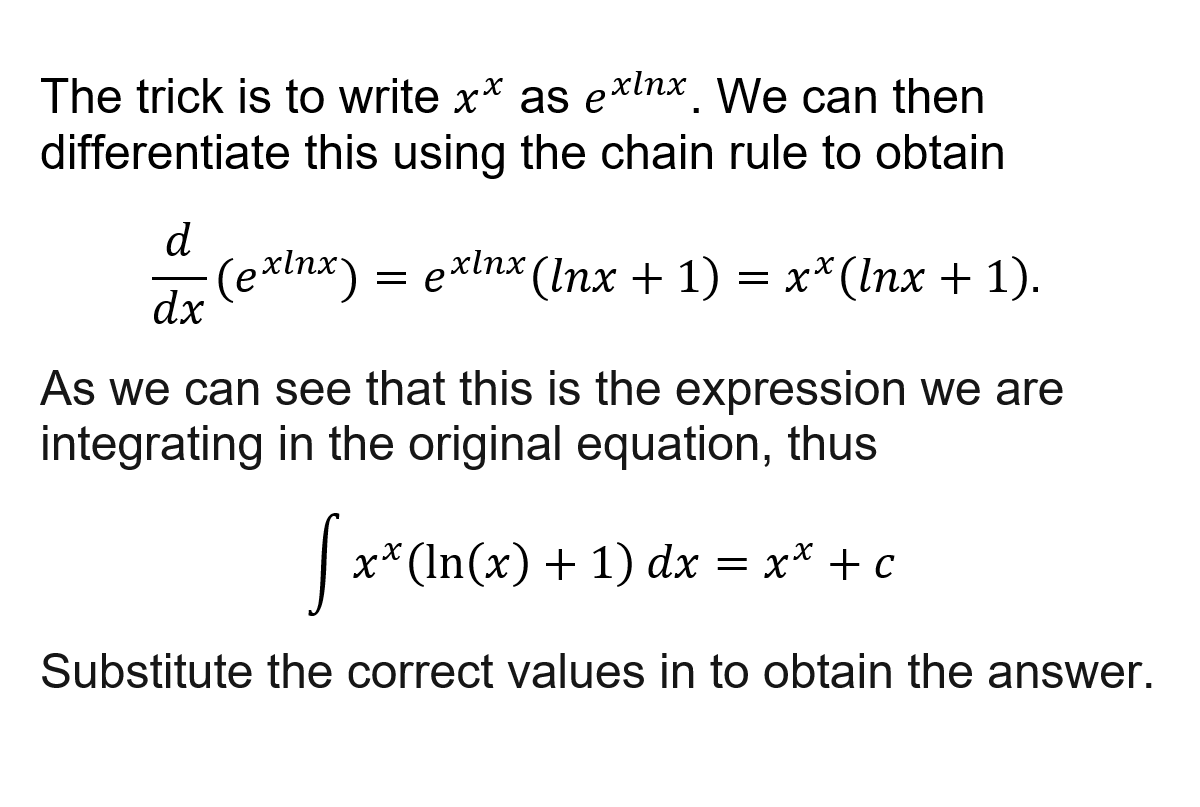 The trick is to write $x^x$ as $e^{xlnx}$. We can then
differentiate this using the chain rule to obtain
$\frac{d}{dx}(e^{xlnx}) = e^{xlnx}(lnx + 1) = x^x(lnx + 1).$
As we can see that this is the expression we are
integrating in the original equation, thus
$\int x^x(\ln(x) + 1)\,dx = x^x + c$
Substitute the correct values in to obtain the answer.